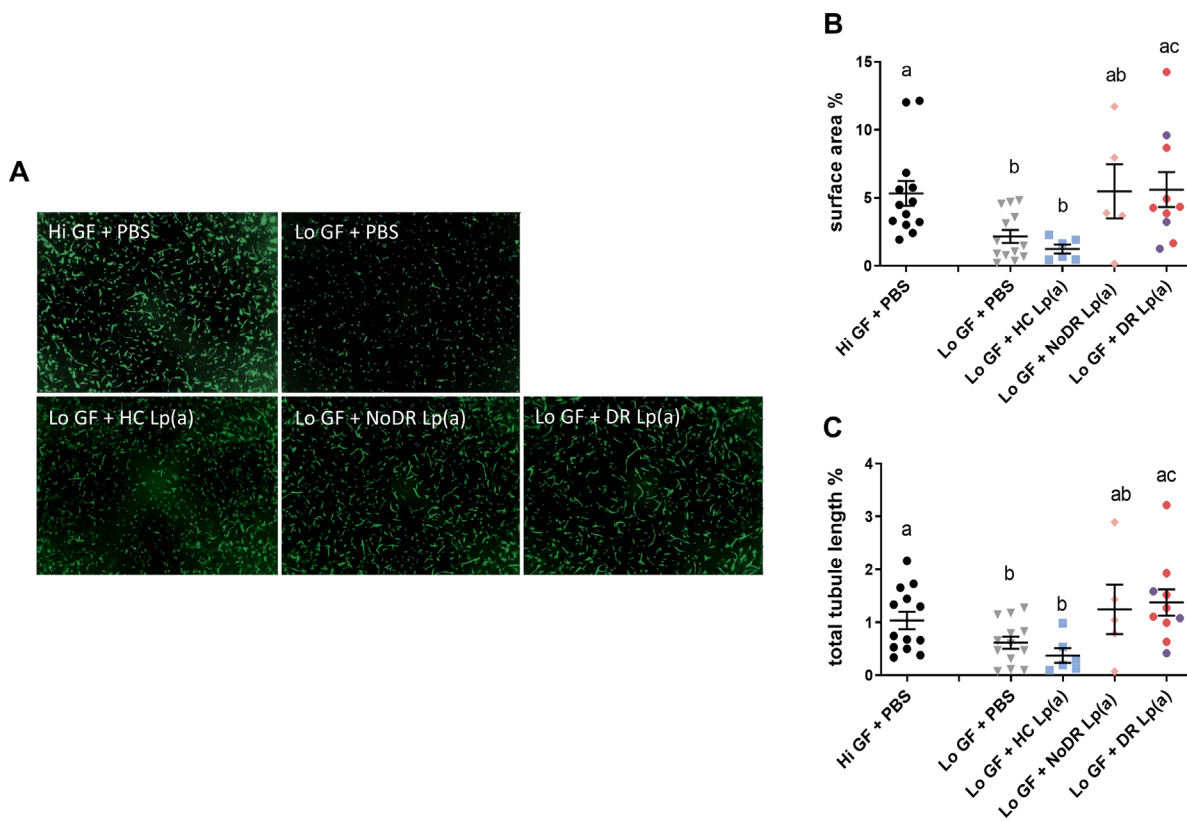 A
Hi GF + PBS
Lo GF + PBS
Lo GF + HC Lp(a)
Lo GF + NoDR Lp(a)
Lo GF + DR Lp(a)
B
surface area %
15
10
5
0
a
b
b
ab
ac
Hi GF + PBS
Lo GF + PBS
Lo GF + HC Lp(a)
Lo GF + NoDR Lp(a)
Lo GF + DR Lp(a)
C
total tubule length %
4
3
2
1
0
a
b
b
ab
ac
Hi GF + PBS
Lo GF + PBS
Lo GF + HC Lp(a)
Lo GF + NoDR Lp(a)
Lo GF + DR Lp(a)